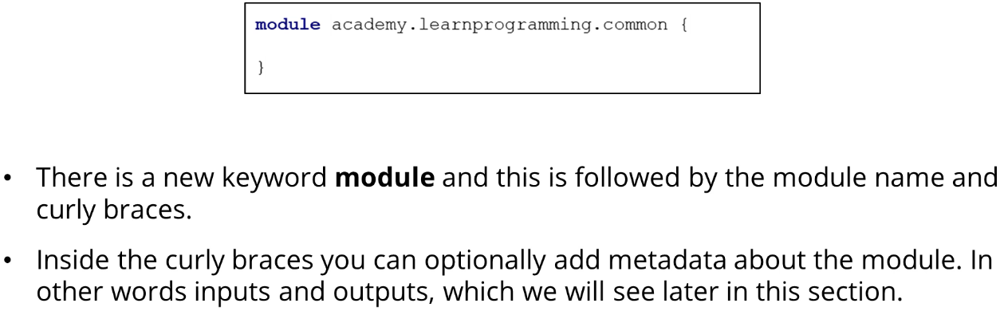 module academy.learnprogramming.common {
}
• There is a new keyword module and this is followed by the module name and
curly braces.
• Inside the curly braces you can optionally add metadata about the module. In
other words inputs and outputs, which we will see later in this section.